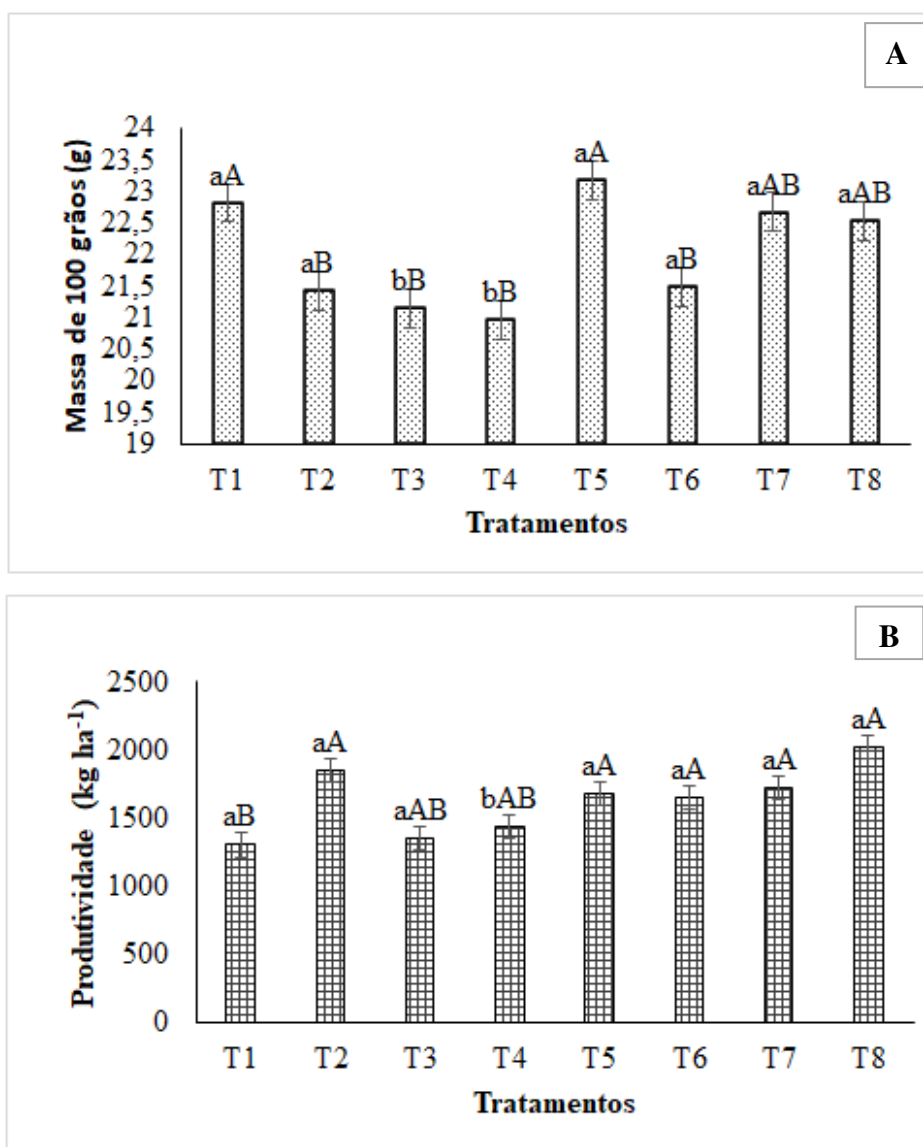 A
Massa de 100 grãos (g)
24
23,5
23
22,5
22
21,5
21
20,5
20
19,5
19
aA
aB
bB
bB
aA
aB
aAB
aAB
T1 T2 T3 T4 T5 T6 T7 T8
Tratamentos
B
Produtividade (kg ha-1)
2500
2000
1500
1000
500
0
aB
aA
aAB
bAB
aA
aA
aA
aA
T1 T2 T3 T4 T5 T6 T7 T8
Tratamentos